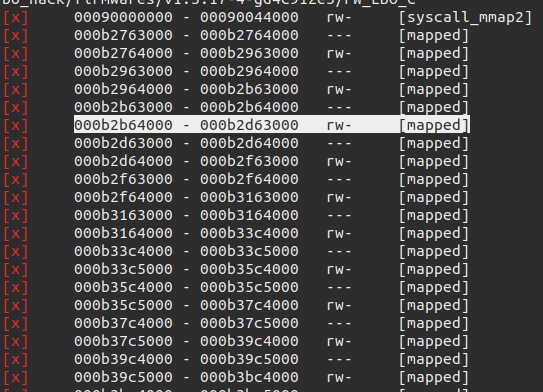 [x] 00090000000 - 00090044000 rw- [syscall_mmap2]
[x] 000b2763000 - 000b2764000 --- [mapped]
[x] 000b2764000 - 000b2963000 rw- [mapped]
[x] 000b2963000 - 000b2964000 --- [mapped]
[x] 000b2964000 - 000b2b63000 rw- [mapped]
[x] 000b2b63000 - 000b2b64000 --- [mapped]
[x] 000b2b64000 - 000b2d63000 rw- [mapped]
[x] 000b2d63000 - 000b2d64000 --- [mapped]
[x] 000b2d64000 - 000b2f63000 rw- [mapped]
[x] 000b2f63000 - 000b2f64000 --- [mapped]
[x] 000b2f64000 - 000b3163000 rw- [mapped]
[x] 000b3163000 - 000b3164000 --- [mapped]
[x] 000b3164000 - 000b33c4000 rw- [mapped]
[x] 000b33c4000 - 000b33c5000 --- [mapped]
[x] 000b33c5000 - 000b35c4000 rw- [mapped]
[x] 000b35c4000 - 000b35c5000 --- [mapped]
[x] 000b35c5000 - 000b37c4000 rw- [mapped]
[x] 000b37c4000 - 000b37c5000 --- [mapped]
[x] 000b37c5000 - 000b39c4000 rw- [mapped]
[x] 000b39c4000 - 000b39c5000 --- [mapped]
[x] 000b39c5000 - 000b3bc4000 rw- [mapped]